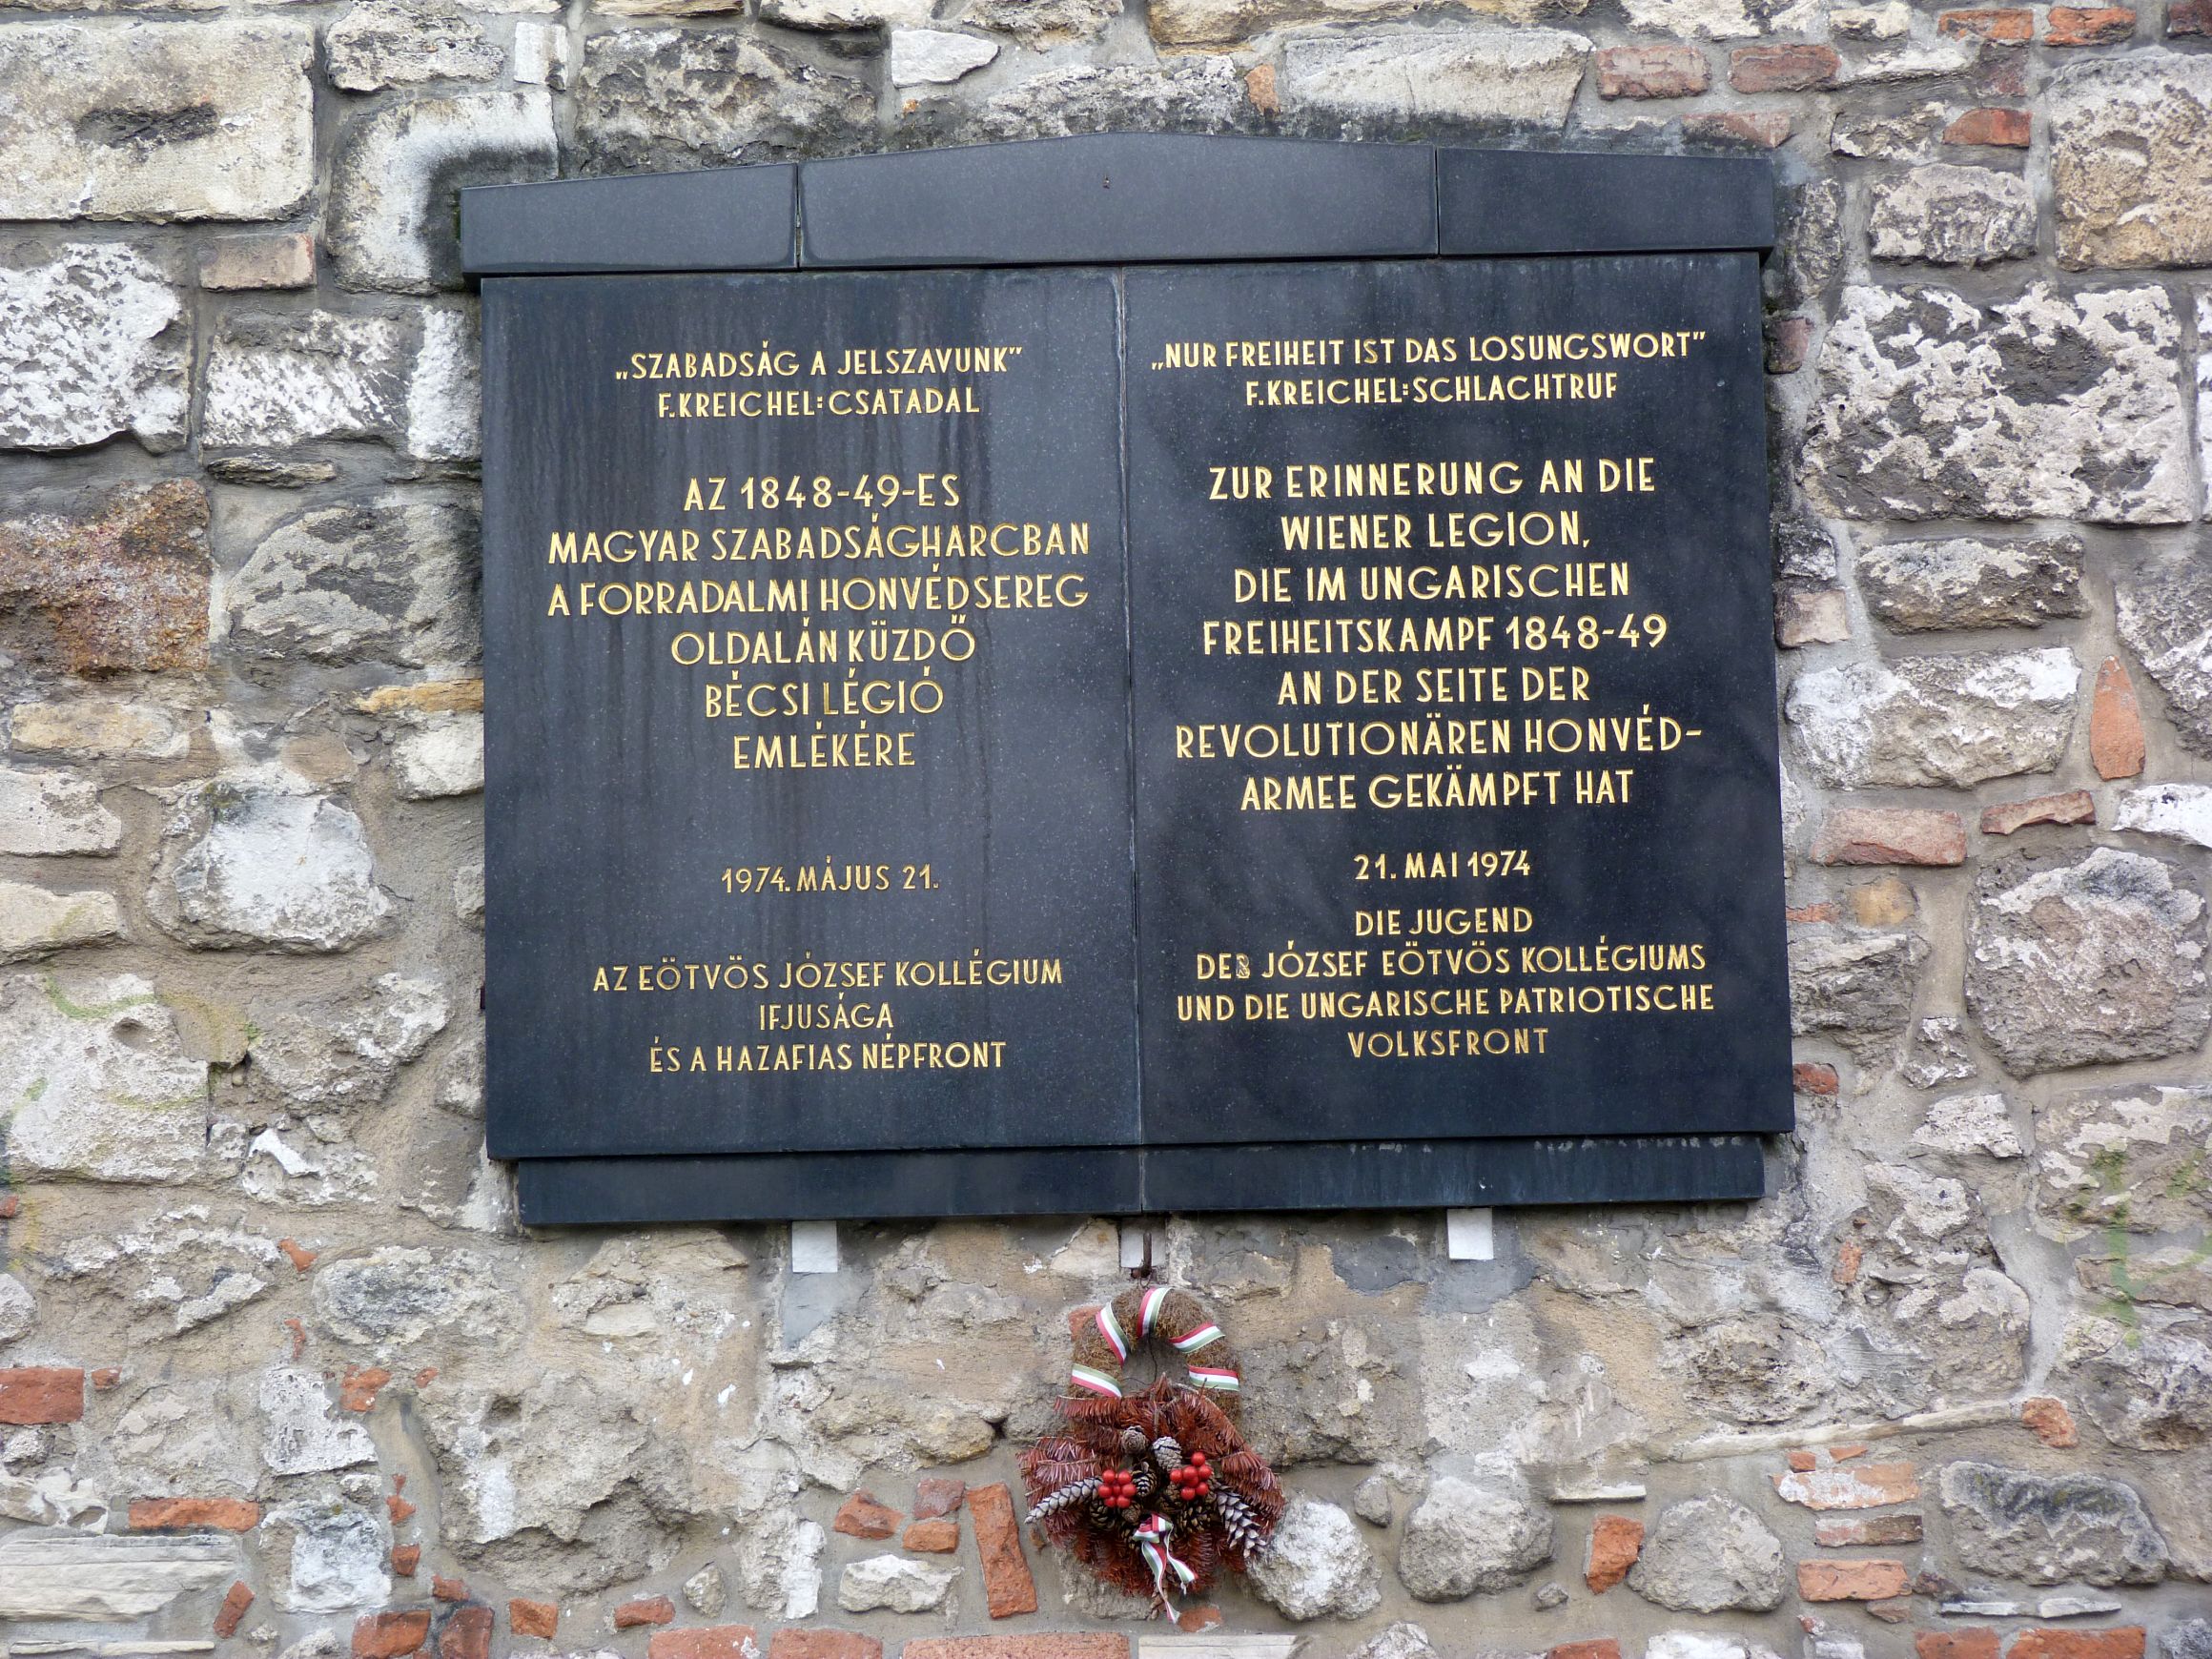 „SZABADSÁG A JELSZAVUNK”
F.KREICHEL:CSATADAL
AZ 1848-49-ES
MAGYAR SZABADSÁGHARCBAN
A FORRADALMI HONVÉDSEREG
OLDALÁN KÜZDŐ
BÉCSI LÉGIÓ
EMLÉKÉRE
1974. MÁJUS 21.
AZ EÖTVÖS JÓZSEF KOLLÉGIUM
IFJUSÁGA
ÉS A HAZAFIAS NÉPFRONT
„NUR FREIHEIT IST DAS LOSUNGSWORT”
F.KREICHEL:SCHLACHTRUF
ZUR ERINNERUNG AN DIE
WIENER LEGION,
DIE IM UNGARISCHEN
FREIHEITSKAMPF 1848-49
AN DER SEITE DER
REVOLUTIONÄREN HONVÉD-
ARMEE GEKÄMPFT HAT
21. MAI 1974
DIE JUGEND
DES JÓZSEF EÖTVÖS KOLLÉGIUMS
UND DIE UNGARISCHE PATRIOTISCHE
VOLKSFRONT